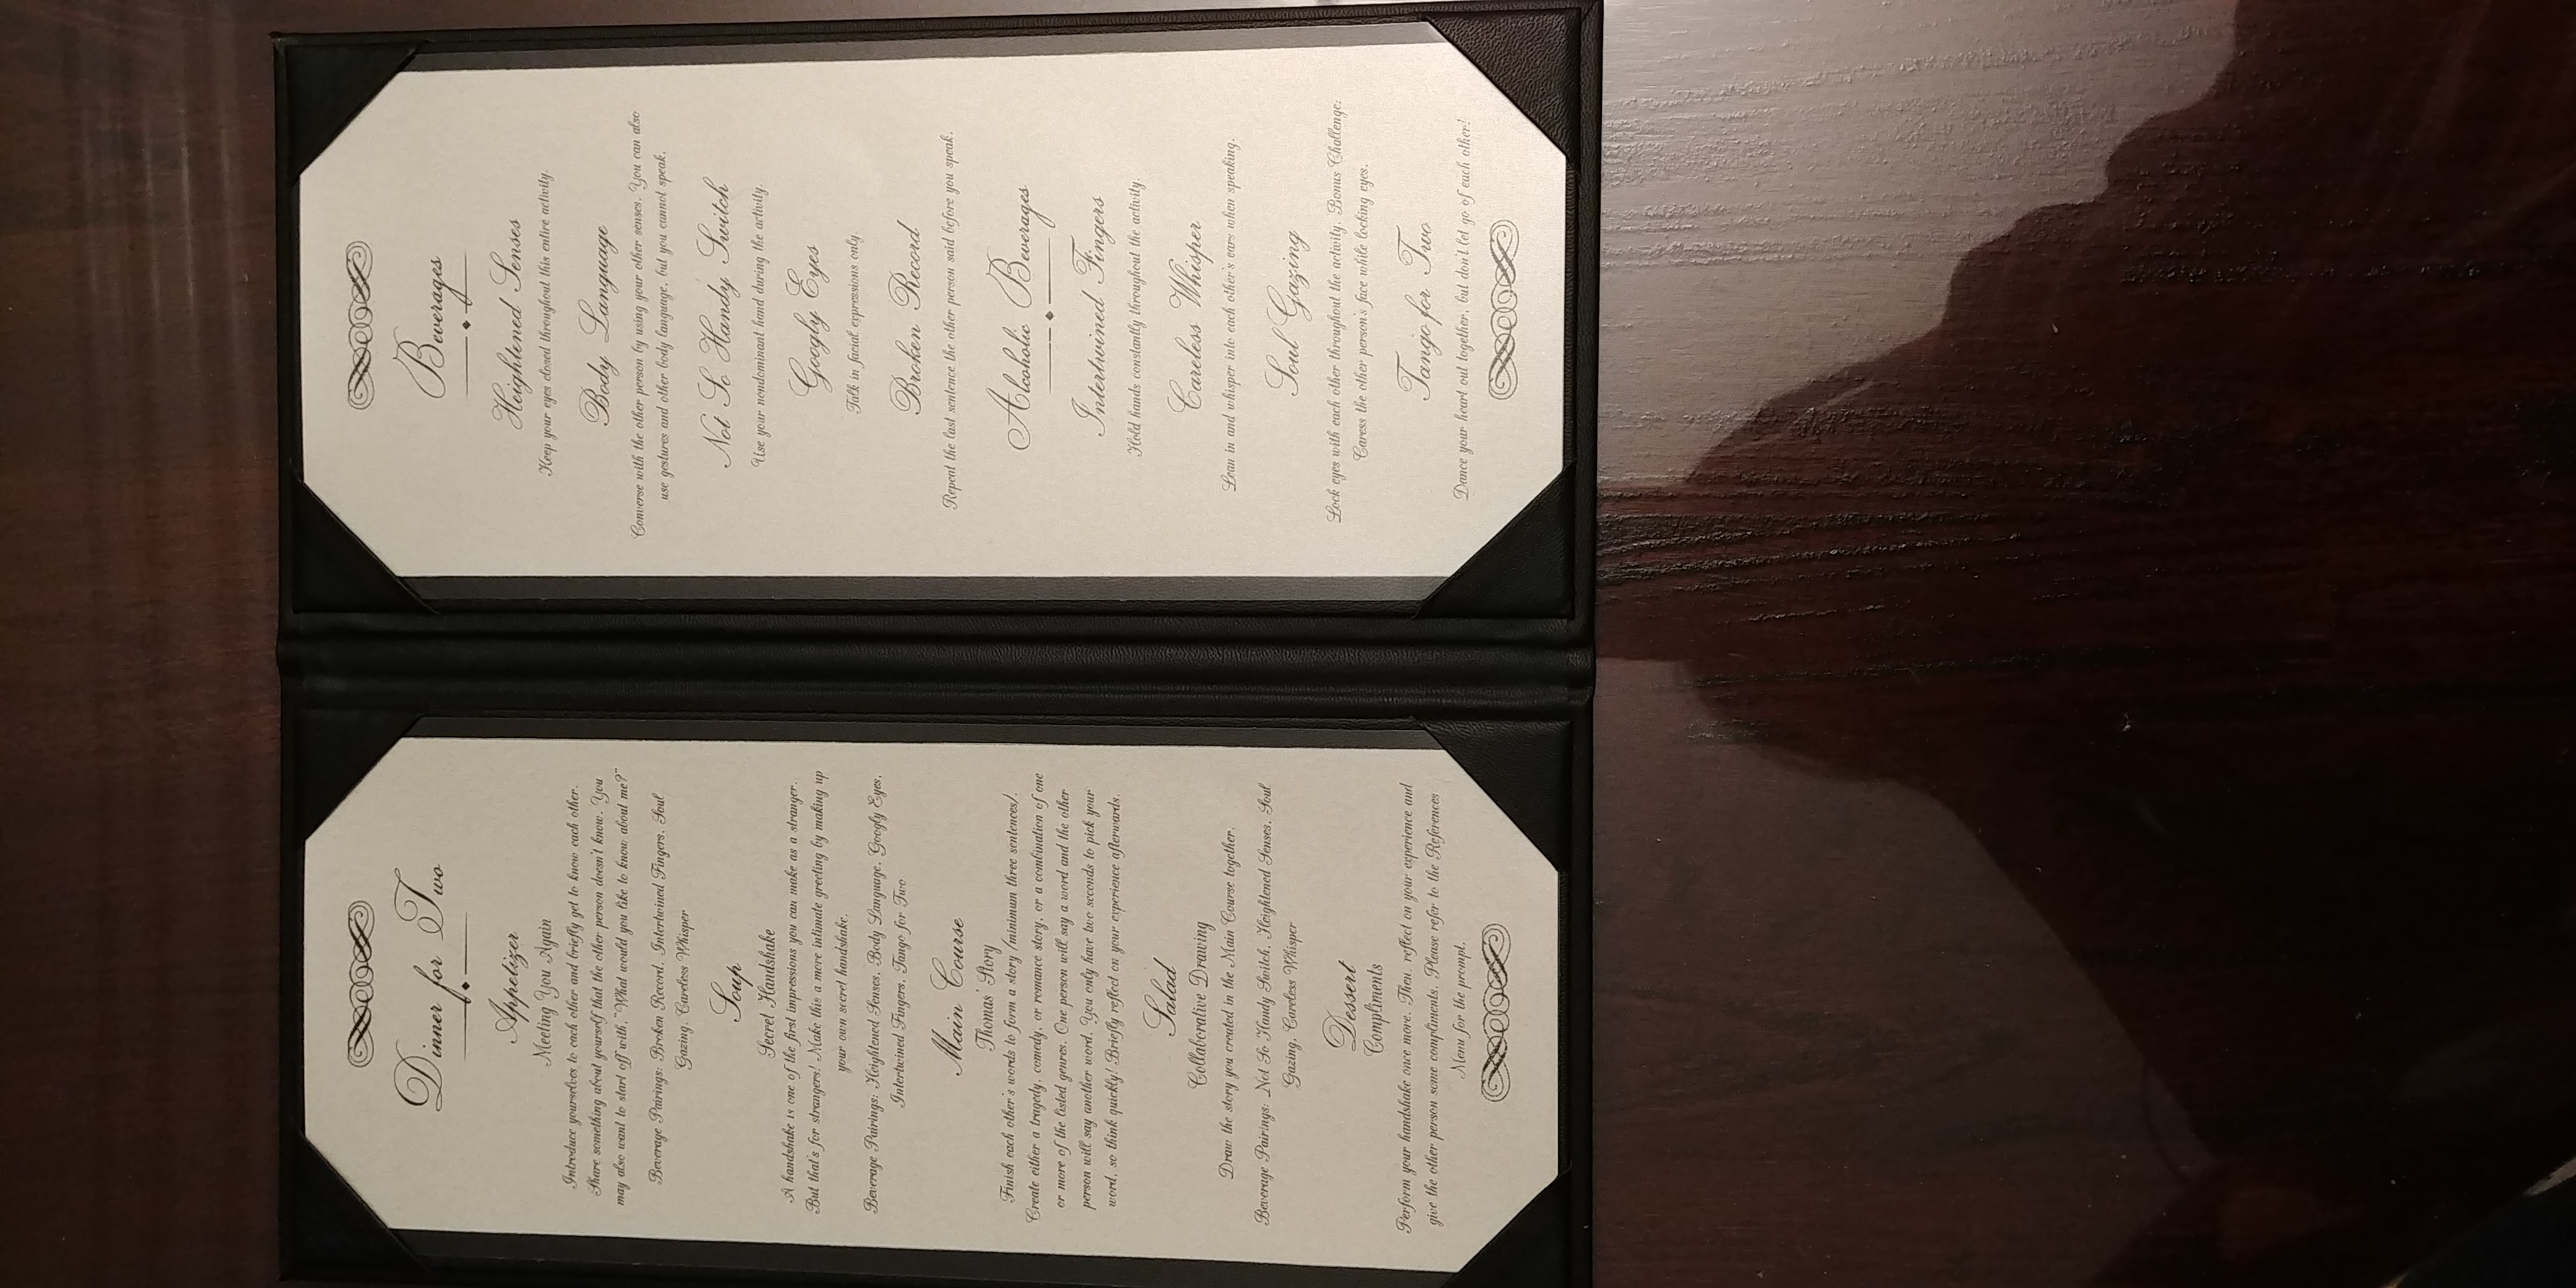 Dinner for Two
Appetizer
Meeting You Again
Introduce yourselves to each other and briefly get to know each other.
Share something about yourself that the other person doesn't know. You
may also want to start off with, "What would you like to know about me?"
Beverage Pairings: Broken Record, Intertwined Fingers, Soul
Gazing, Careless Whisper
Soup
Secret Handshake
A handshake is one of the first impressions you can make as a stranger.
But that's for strangers! Make this a more intimate greeting by making up
your own secret handshake.
Beverage Pairings: Heightened Senses, Body Language, Googly Eyes,
Intertwined Fingers, Tango for Two
Main Course
Thomas' Story
Finish each other's words to form a story (minimum three sentences).
Create either a tragedy, comedy, or romance story, or a combination of one
or more of the listed genres. One person will say a word and the other
person will say another word. You only have two seconds to pick your
word, so think quickly! Briefly reflect on your experience afterwards.
Salad
Collaborative Drawing
Draw the story you created in the Main Course together.
Beverage Pairings: Not So Handy Switch, Heightened Senses, Soul
Gazing, Careless Whisper
Dessert
Compliments
Perform your handshake once more. Then, reflect on your experience and
give the other person some compliments. Please refer to the References
Menu for the prompt.
Beverages
Heightened Senses
Keep your eyes closed throughout this entire activity.
Body Language
Converse with the other person by using your other senses. You can also
use gestures and other body language, but you cannot speak.
Not So Handy Switch
Use your nondominant hand during the activity.
Googly Eyes
Talk in facial expressions only.
Broken Record
Repeat the last sentence the other person said before you speak.
Alcoholic Beverages
Intertwined Fingers
Hold hands constantly throughout the activity.
Careless Whisper
Lean in and whisper into each other's ears when speaking.
Soul Gazing
Lock eyes with each other throughout the activity. Bonus Challenge:
Caress the other person's face while locking eyes.
Tango for Two
Dance your heart out together, but don't let go of each other!